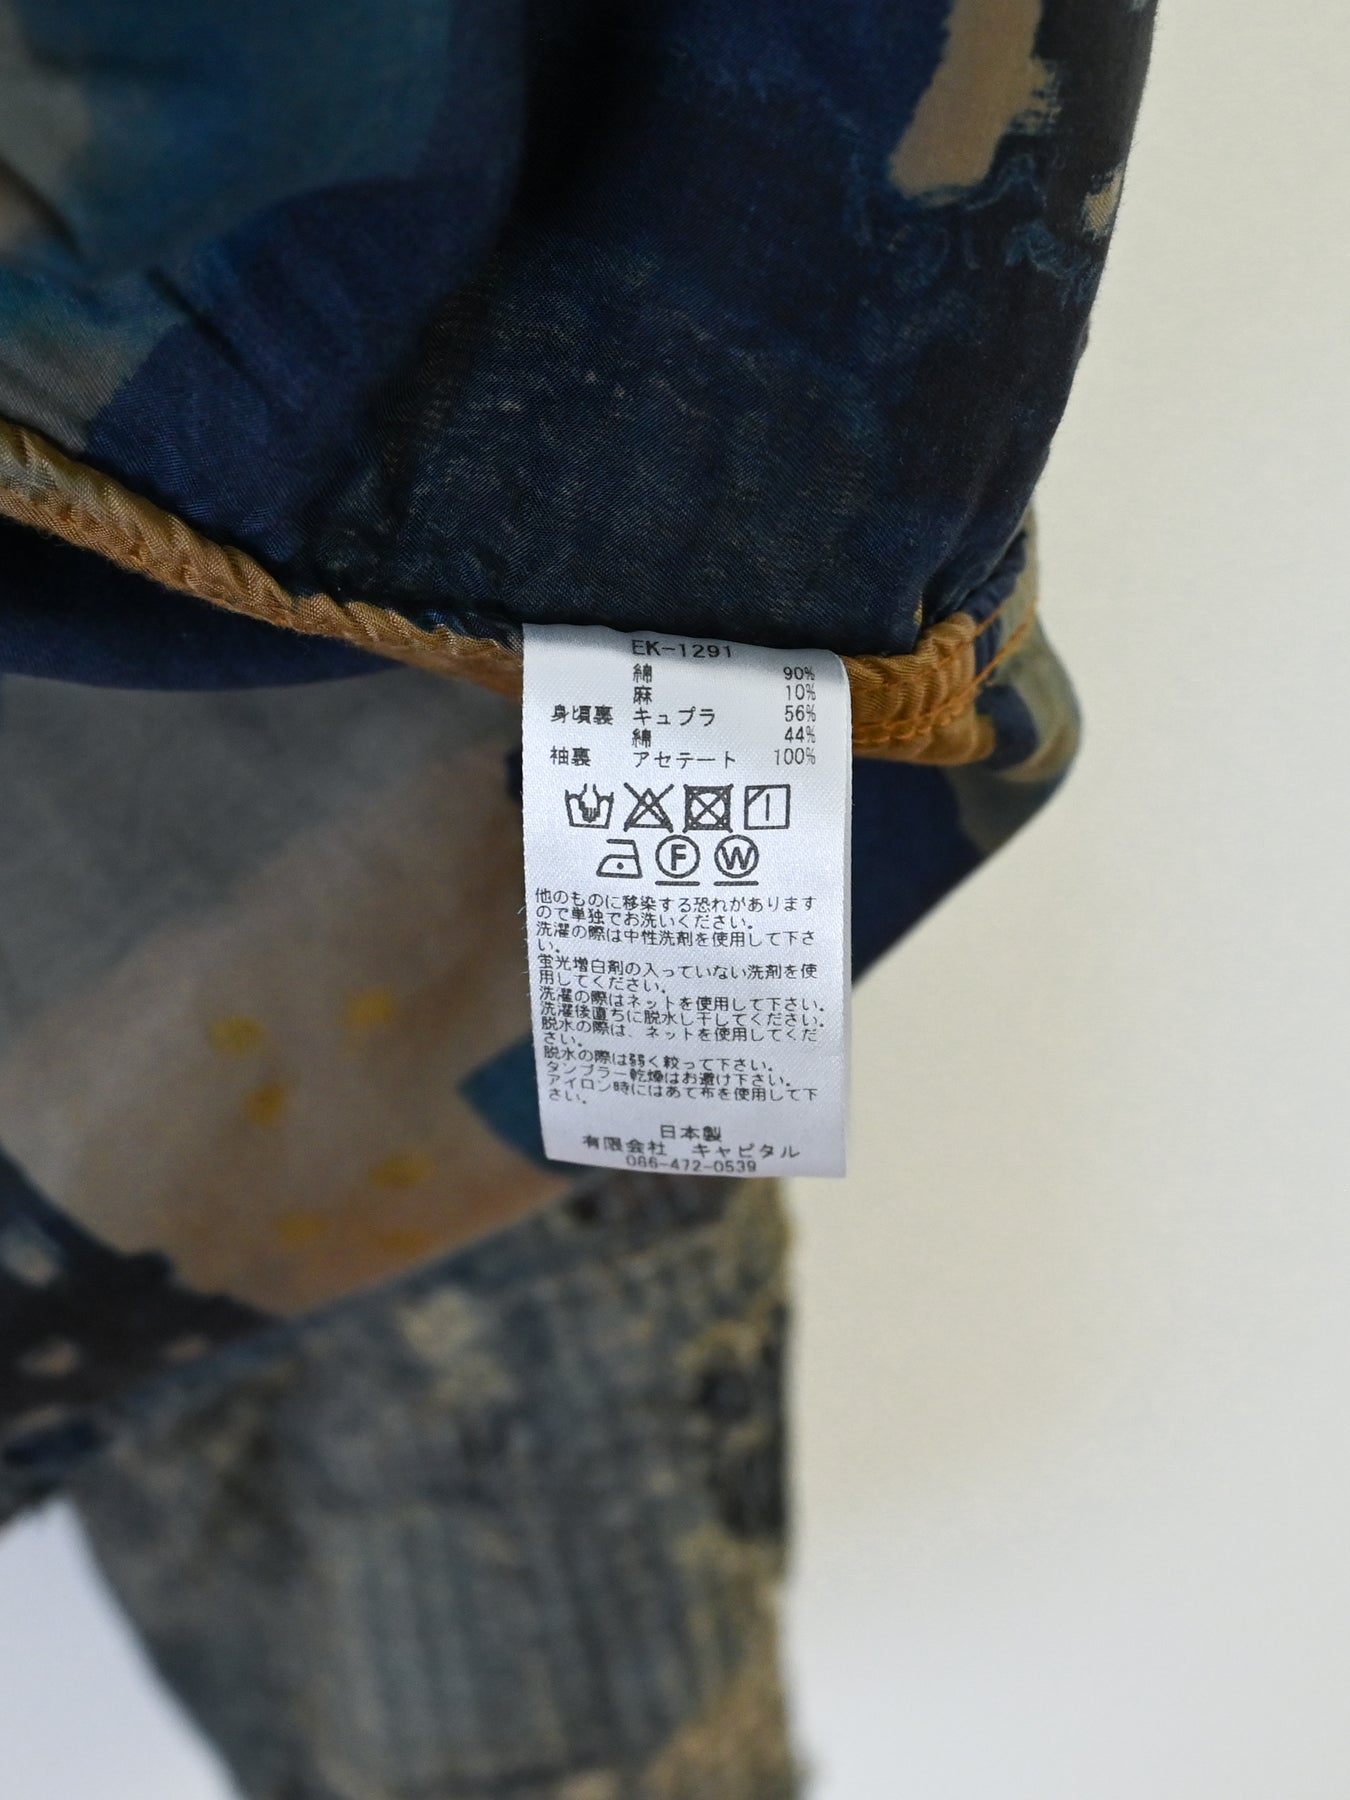 EK-1291
綿 90%
麻 10%
身頃裏 キュプラ 56%
綿 44%
袖裏 アセテート 100%
F W
他のものに移染する恐れがあります
ので単独でお洗いください。
洗濯の際は中性洗剤を使用して下さ
い。
蛍光増白剤の入っていない洗剤を使
用してください。
洗濯の際はネットを使用して下さい。
洗濯後直ちに脱水し干してください。
脱水の際は、ネットを使用してくだ
さい。
脱水の際は弱く絞って下さい。
タンブラー乾燥はお避け下さい。
アイロン時にはあて布を使用して下
さい。
日本製
有限会社 キャピタル
086-472-0539